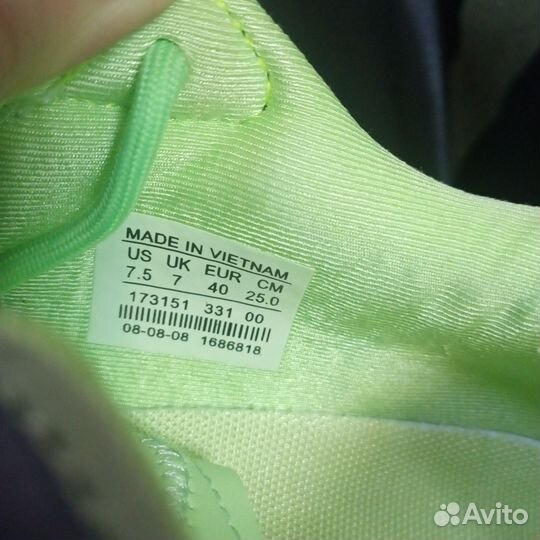 MADE IN VIETNAM
US UK EUR CM
7.5 7 40 25.0
173151 331 00
08-08-08 1686818
Avito